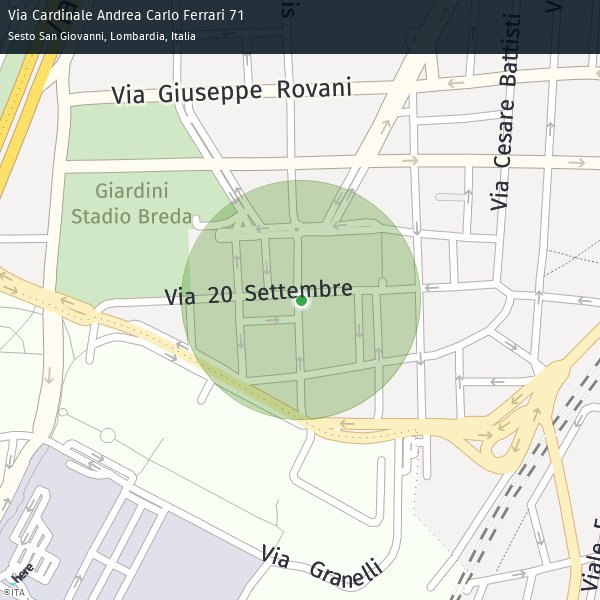 Via Cardinale Andrea Carlo Ferrari 71
Sesto San Giovanni, Lombardia, Italia
Via Giuseppe Rovani
Via Cesare Battisti
Giardini
Stadio Breda
Via 20 Settembre
Via Granelli
here
©ITA